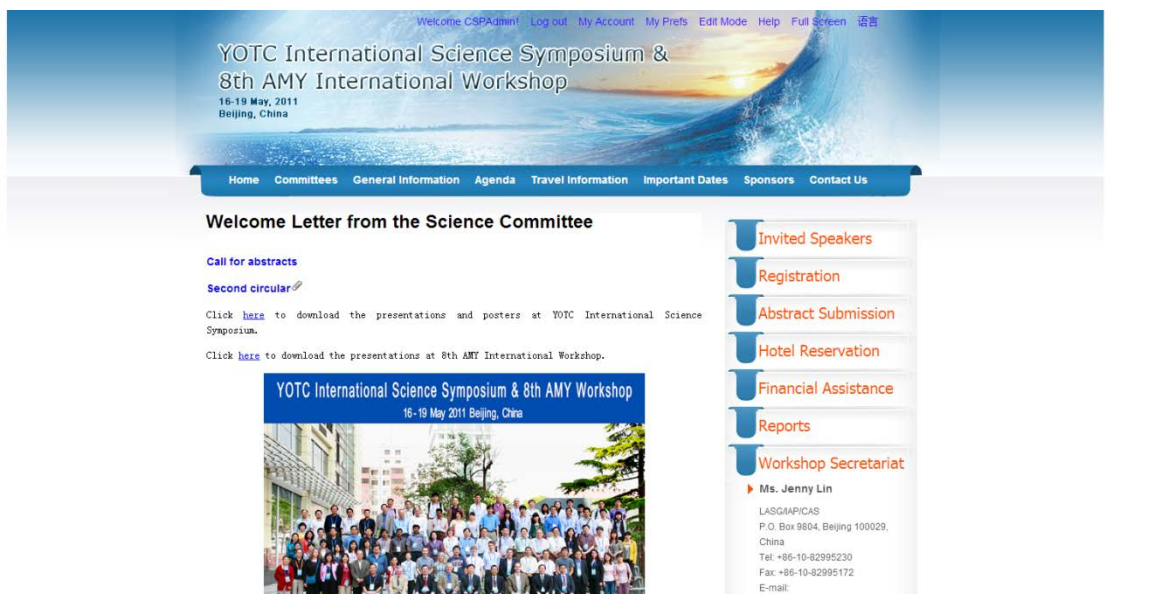 Welcome CSPAdmin! Log out My Account My Prefs Edit Mode Help Full Screen 语言
YOTC International Science Symposium &
8th AMY International Workshop
16-19 May, 2011
Beijing, China
Home Committees General Information Agenda Travel Information Important Dates Sponsors Contact Us
Welcome Letter from the Science Committee
Call for abstracts
Second circular
Click here to download the presentations and posters at YOTC International Science
Symposium.
Click here to download the presentations at 8th AMY International Workshop.
YOTC International Science Symposium & 8th AMY Workshop
16-19 May 2011 Beijing, China
Invited Speakers
Registration
Abstract Submission
Hotel Reservation
Financial Assistance
Reports
Workshop Secretariat
Ms. Jenny Lin
LASG/IAP/CAS
P.O. Box 9804, Beijing 100029,
China
Tel: +86-10-82995230
Fax: +86-10-82995172
E-mail: